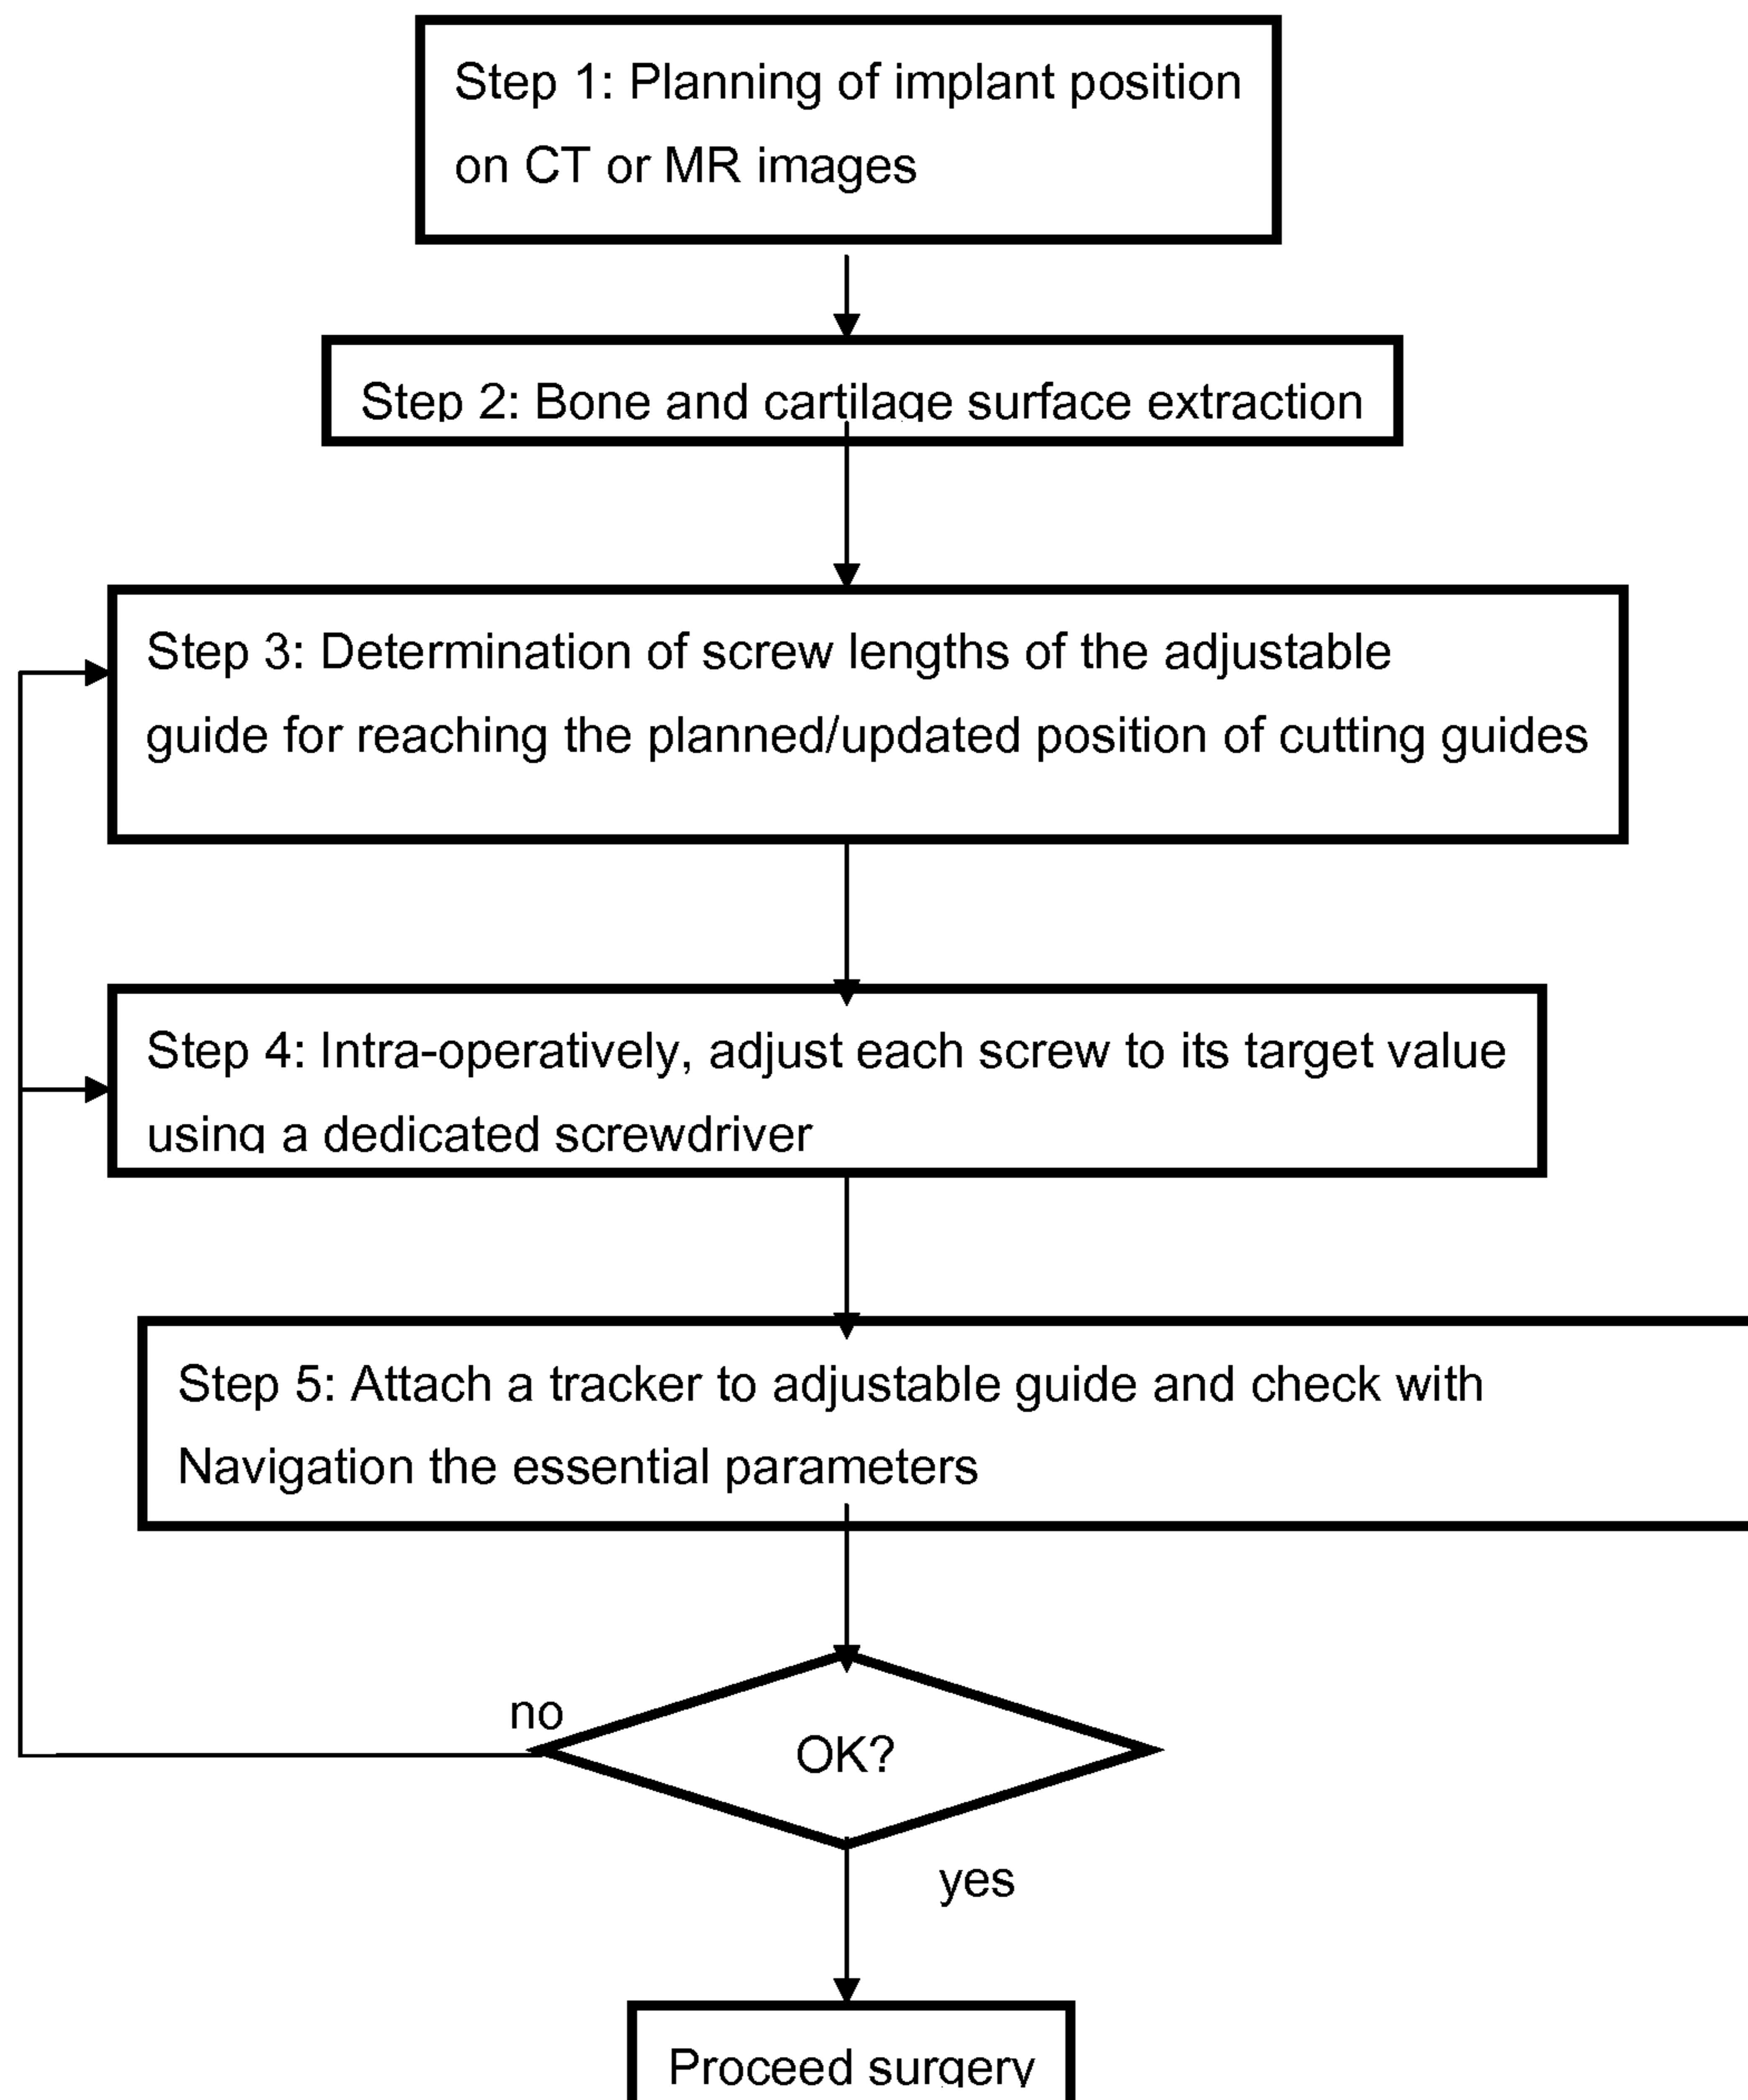 Step 1: Planning of implant position
on CT or MR images
Step 2: Bone and cartilage surface extraction
Step 3: Determination of screw lengths of the adjustable
guide for reaching the planned/updated position of cutting guides
Step 4: Intra-operatively, adjust each screw to its target value
using a dedicated screwdriver
Step 5: Attach a tracker to adjustable guide and check with
Navigation the essential parameters
no
OK?
yes
Proceed surgery